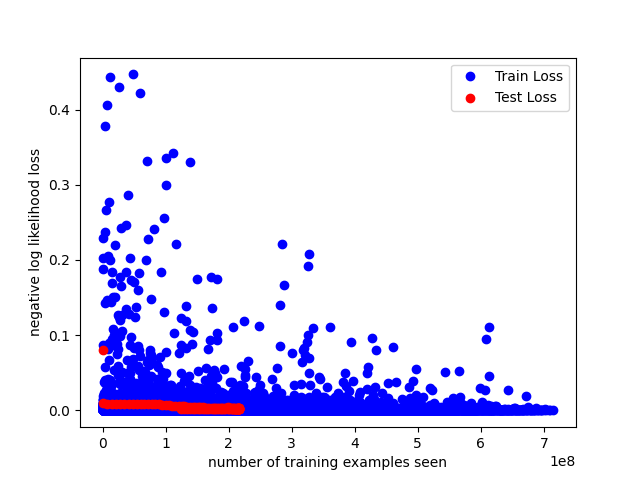 Train Loss
Test Loss
0.4
0.3
0.2
0.1
0.0
negative log likelihood loss
0 1 2 3 4 5 6 7
1e8
number of training examples seen